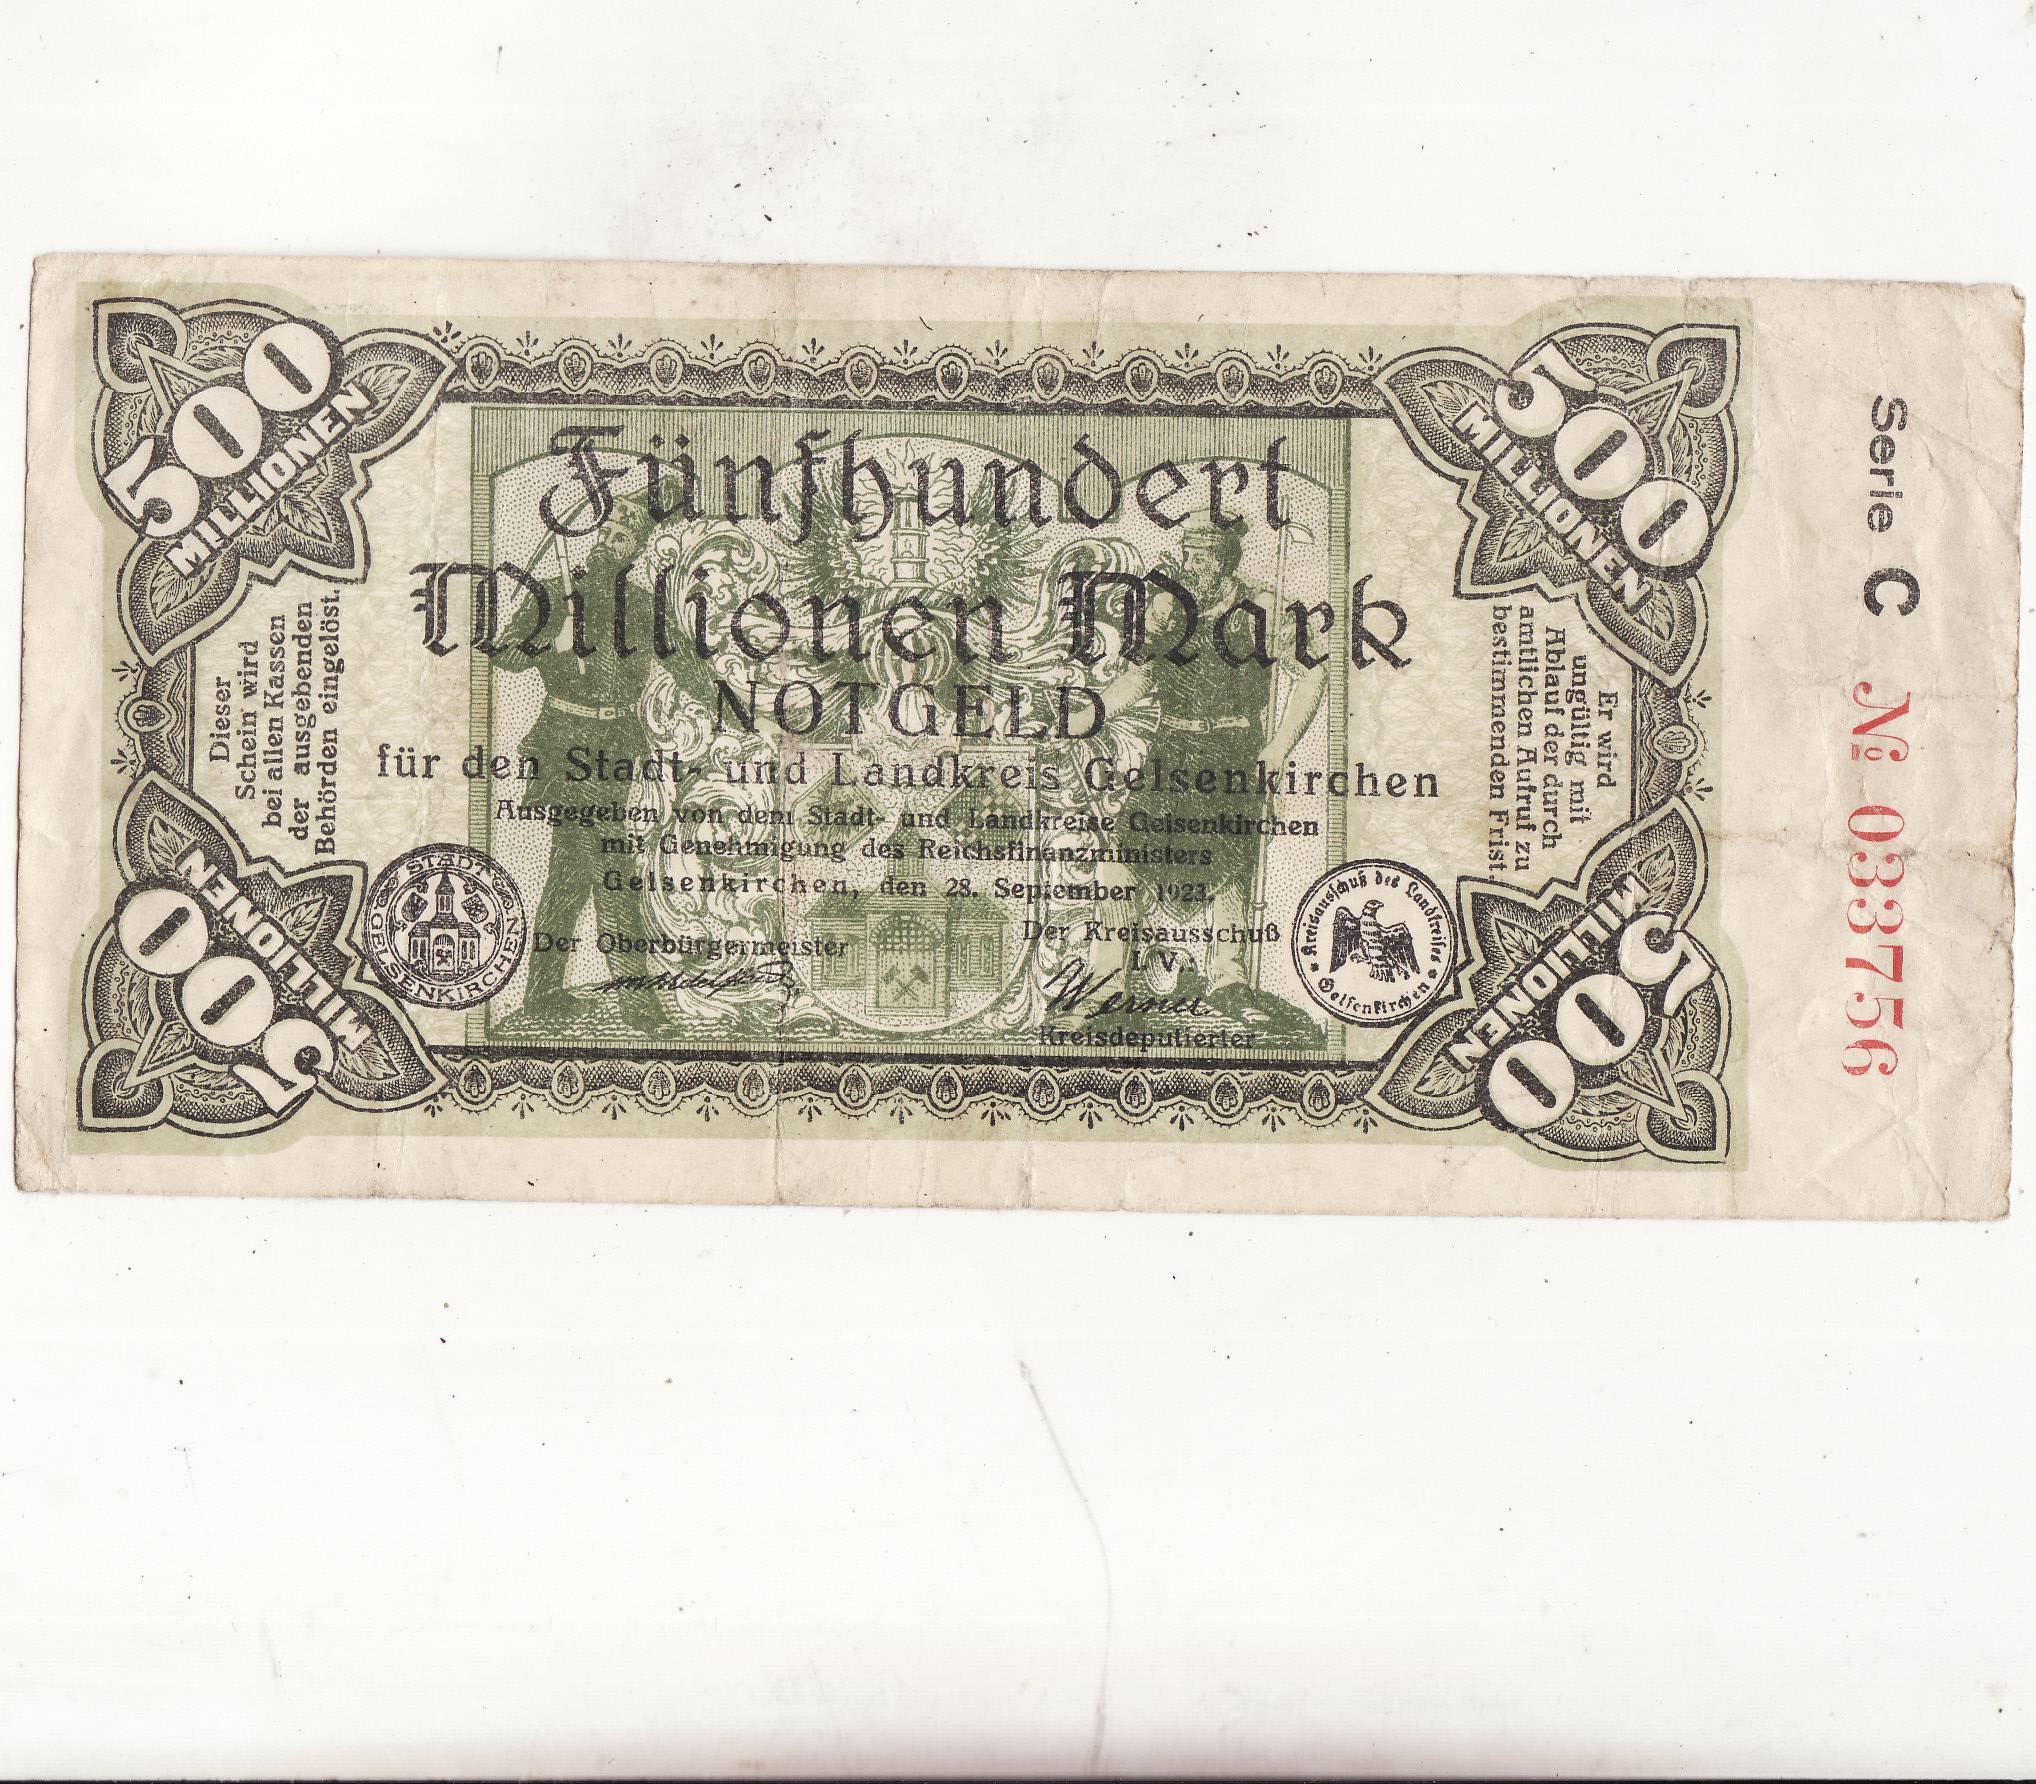 500
MILLIONEN
500
MILLIONEN
Fünfhundert
Millionen Mark
NOTGELD
für den Stadt- und Landkreis Gelsenkirchen
Ausgegeben von dem Stadt- und Landkreise Gelsenkirchen
mit Genehmigung des Reichsfinanzministers
Gelsenkirchen, den 28. September 1923.
Der Oberbürgermeister
Der Kreisausschuß
I. V.:
Werner
Kreisdeputierter
STADT GELSENKIRCHEN
Kreisausschuß des Landkreises Gelsenkirchen
Dieser
Schein wird
bei allen Kassen
der ausgebenden
Behörden eingelöst.
Er wird
ungültig mit
Ablauf der durch
amtlichen Aufruf zu
bestimmenden Frist.
500
MILLIONEN
500
MILLIONEN
Serie C № 033756